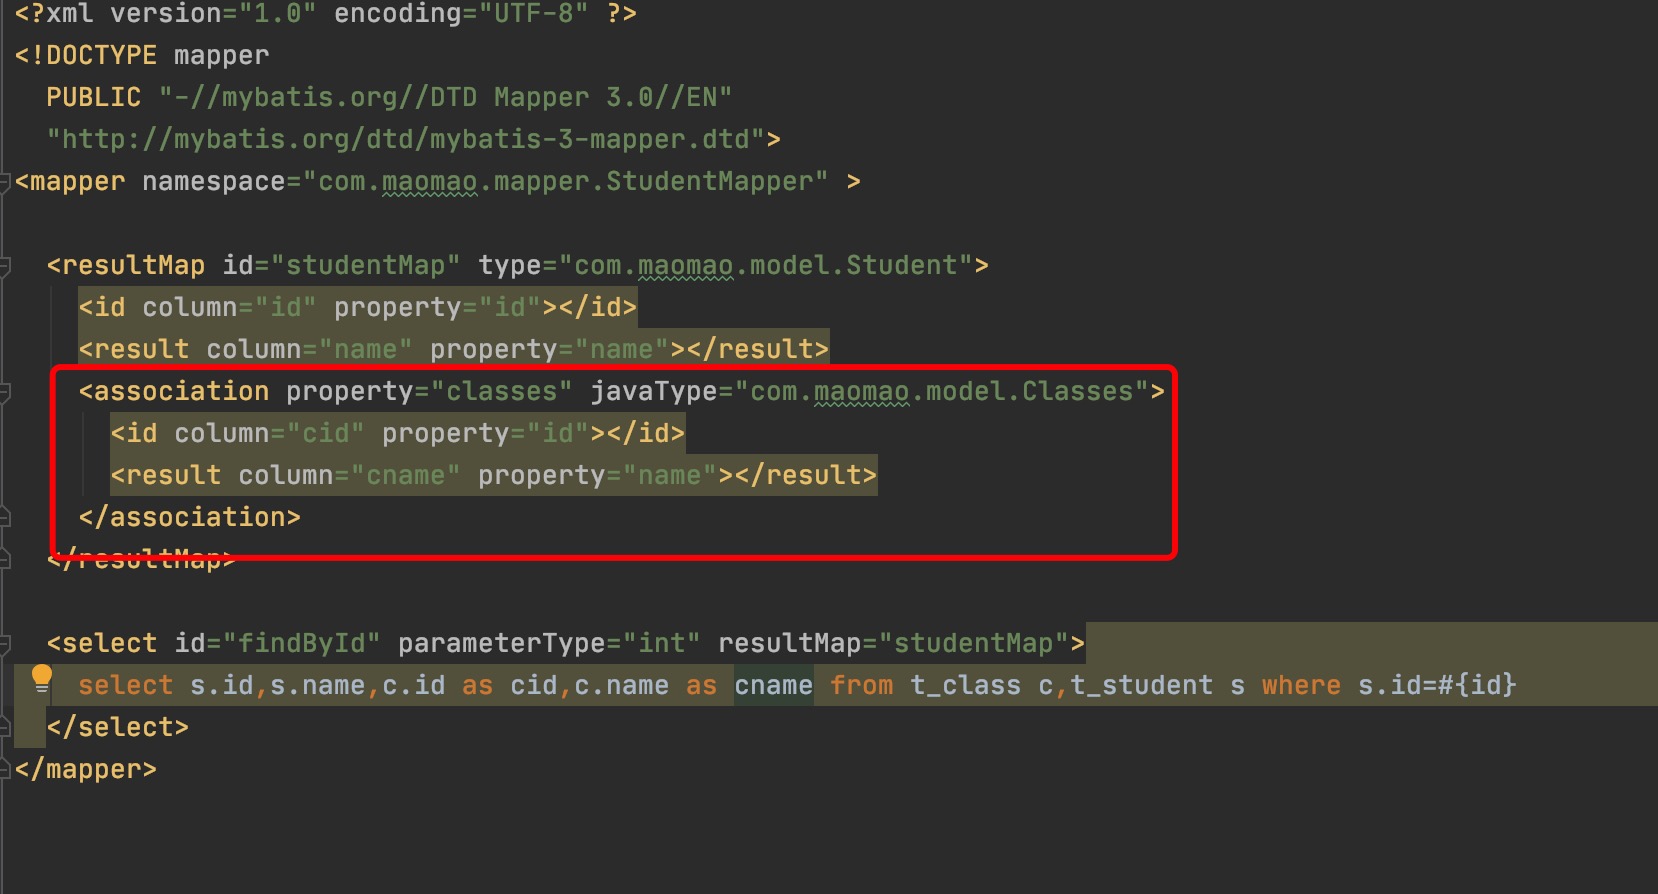 <?xml version="1.0" encoding="UTF-8" ?>
<!DOCTYPE mapper
PUBLIC "-//mybatis.org//DTD Mapper 3.0//EN"
"http://mybatis.org/dtd/mybatis-3-mapper.dtd">
<mapper namespace="com.maomao.mapper.StudentMapper" >
<resultMap id="studentMap" type="com.maomao.model.Student">
<id column="id" property="id"></id>
<result column="name" property="name"></result>
<association property="classes" javaType="com.maomao.model.Classes">
<id column="cid" property="id"></id>
<result column="cname" property="name"></result>
</association>
</resultMap>
<select id="findById" parameterType="int" resultMap="studentMap">
select s.id,s.name,c.id as cid,c.name as cname from t_class c,t_student s where s.id=#{id}
</select>
</mapper>